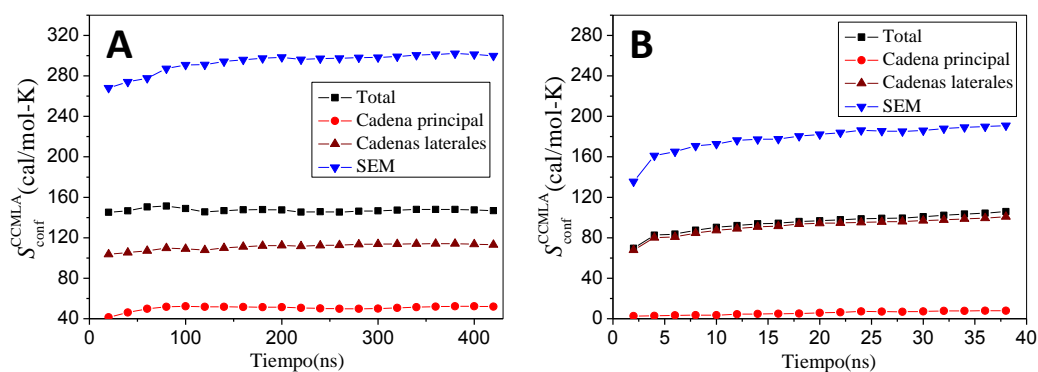 A
320
280
240
200
160
120
80
40
0
100
200
300
400
S conf CCMLA (cal/mol-K)
Tiempo(ns)
Total
Cadena principal
Cadenas laterales
SEM
B
280
240
200
160
120
80
40
0
0
5
10
15
20
25
30
35
40
S conf CCMLA (cal/mol-K)
Tiempo(ns)
Total
Cadena principal
Cadenas laterales
SEM